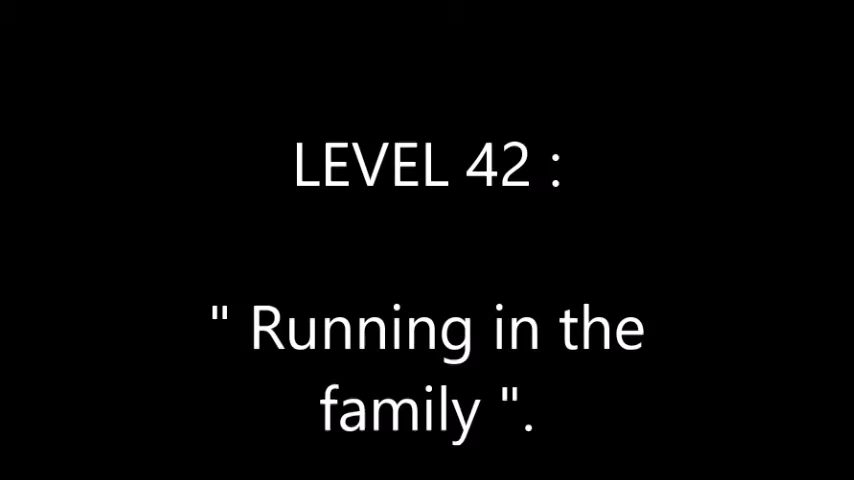 LEVEL 42 :
" Running in the
family ".